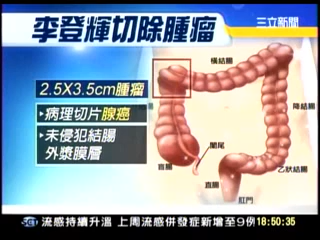 李登輝切除腫瘤
三立新聞
2.5X3.5cm腫瘤
病理切片腺癌
未侵犯結腸
外漿膜層
橫結腸
降結腸
闌尾
盲腸
乙狀結腸
直腸
肛門
SET 流感持續升溫 上周流感併發症新增至9例 18:50:35